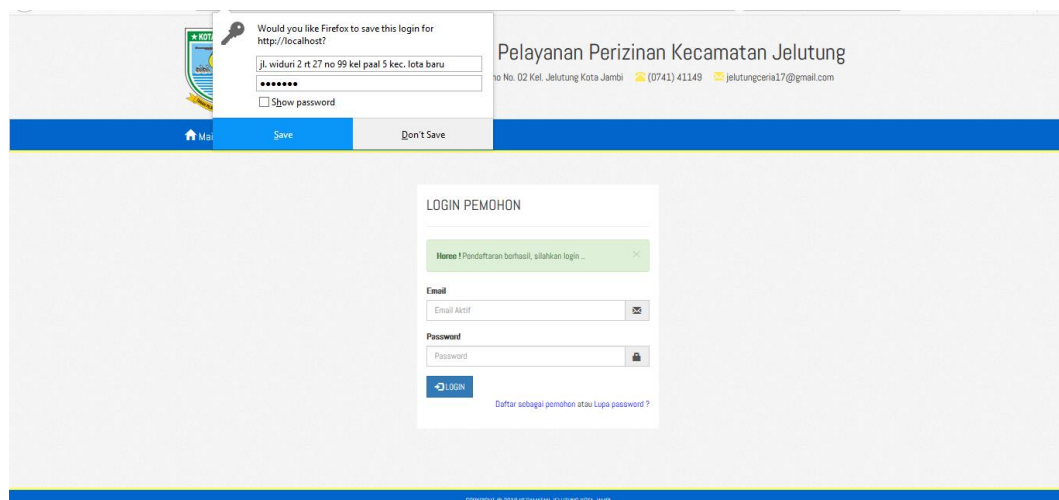 ★ KOT
Would you like Firefox to save this login for
http://localhost?
jl. widuri 2 rt 27 no 99 kel paal 5 kec. lota baru
•••••••
Show password
Save
Don't Save
Pelayanan Perizinan Kecamatan Jelutung
no No. 02 Kel. Jelutung Kota Jambi (0741) 41149 jelutungceria17@gmail.com
Mai
LOGIN PEMOHON
Horee ! Pendaftaran berhasil, silahkan login ... ×
Email
Email Aktif
Password
Password
LOGIN
Daftar sebagai pemohon atau Lupa password ?